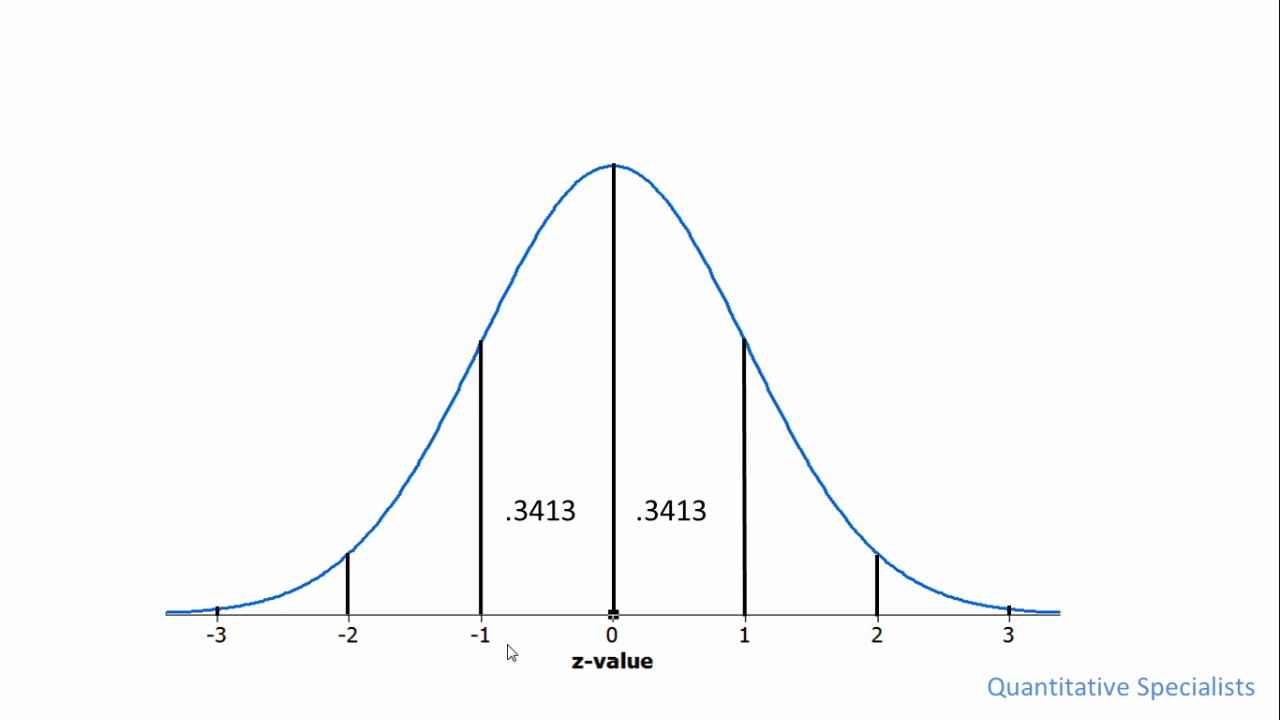 .3413 .3413
-3 -2 -1 0 1 2 3
z-value
Quantitative Specialists